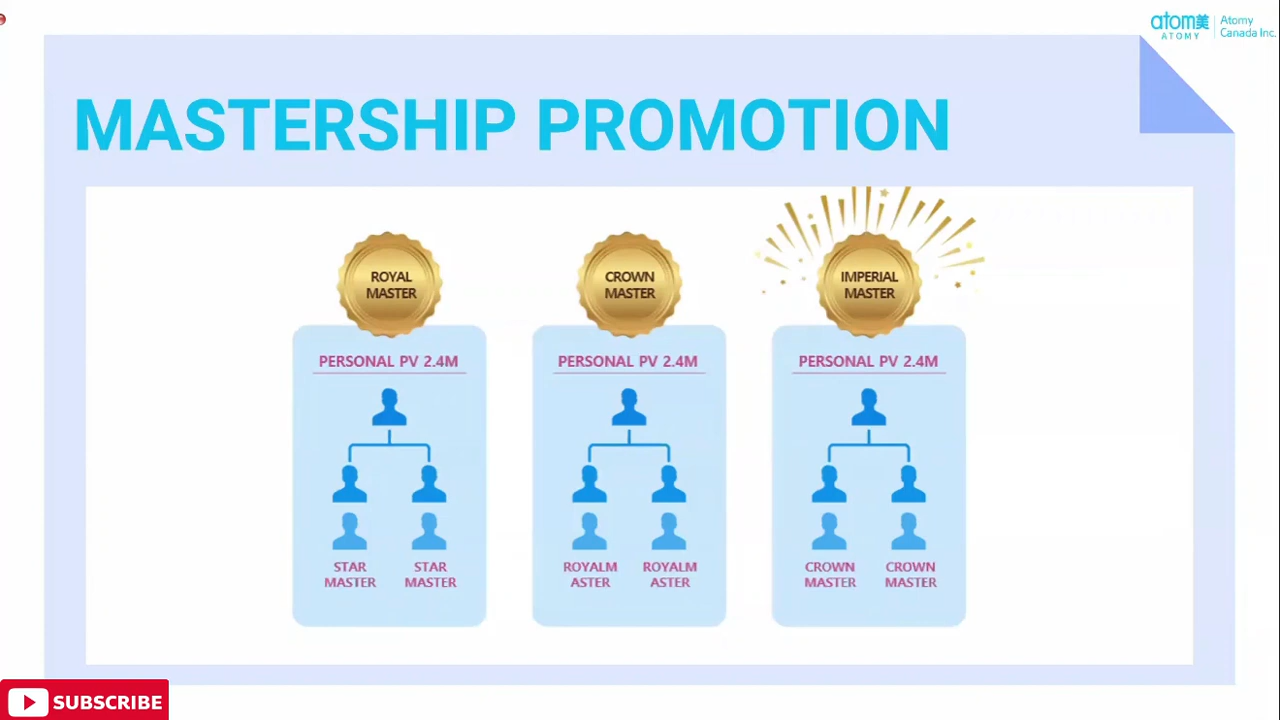 atom美
ATOMY
Atomy
Canada Inc.
MASTERSHIP PROMOTION
ROYAL
MASTER
PERSONAL PV 2.4M
STAR
MASTER
STAR
MASTER
CROWN
MASTER
PERSONAL PV 2.4M
ROYALM
ASTER
ROYALM
ASTER
IMPERIAL
MASTER
PERSONAL PV 2.4M
CROWN
MASTER
CROWN
MASTER
SUBSCRIBE